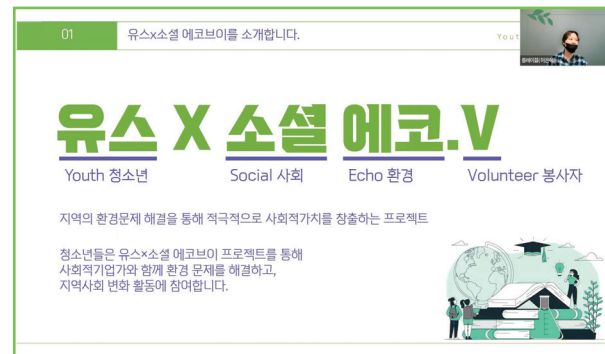 01
유스x소셜 에코브이를 소개합니다.
Yout
유스 X 소셜 에코.V
Youth 청소년
Social 사회
Echo 환경
Volunteer 봉사자
지역의 환경문제 해결을 통해 적극적으로 사회적가치를 창출하는 프로젝트
청소년들은 유스×소셜 에코브이 프로젝트를 통해
사회적기업가와 함께 환경 문제를 해결하고,
지역사회 변화 활동에 참여합니다.